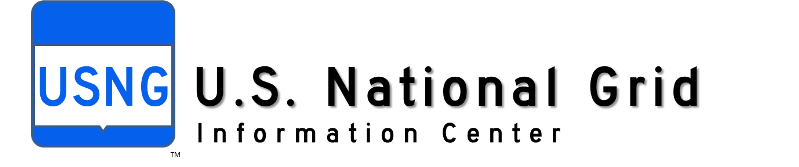 USNG
U.S. National Grid
Information Center
TM